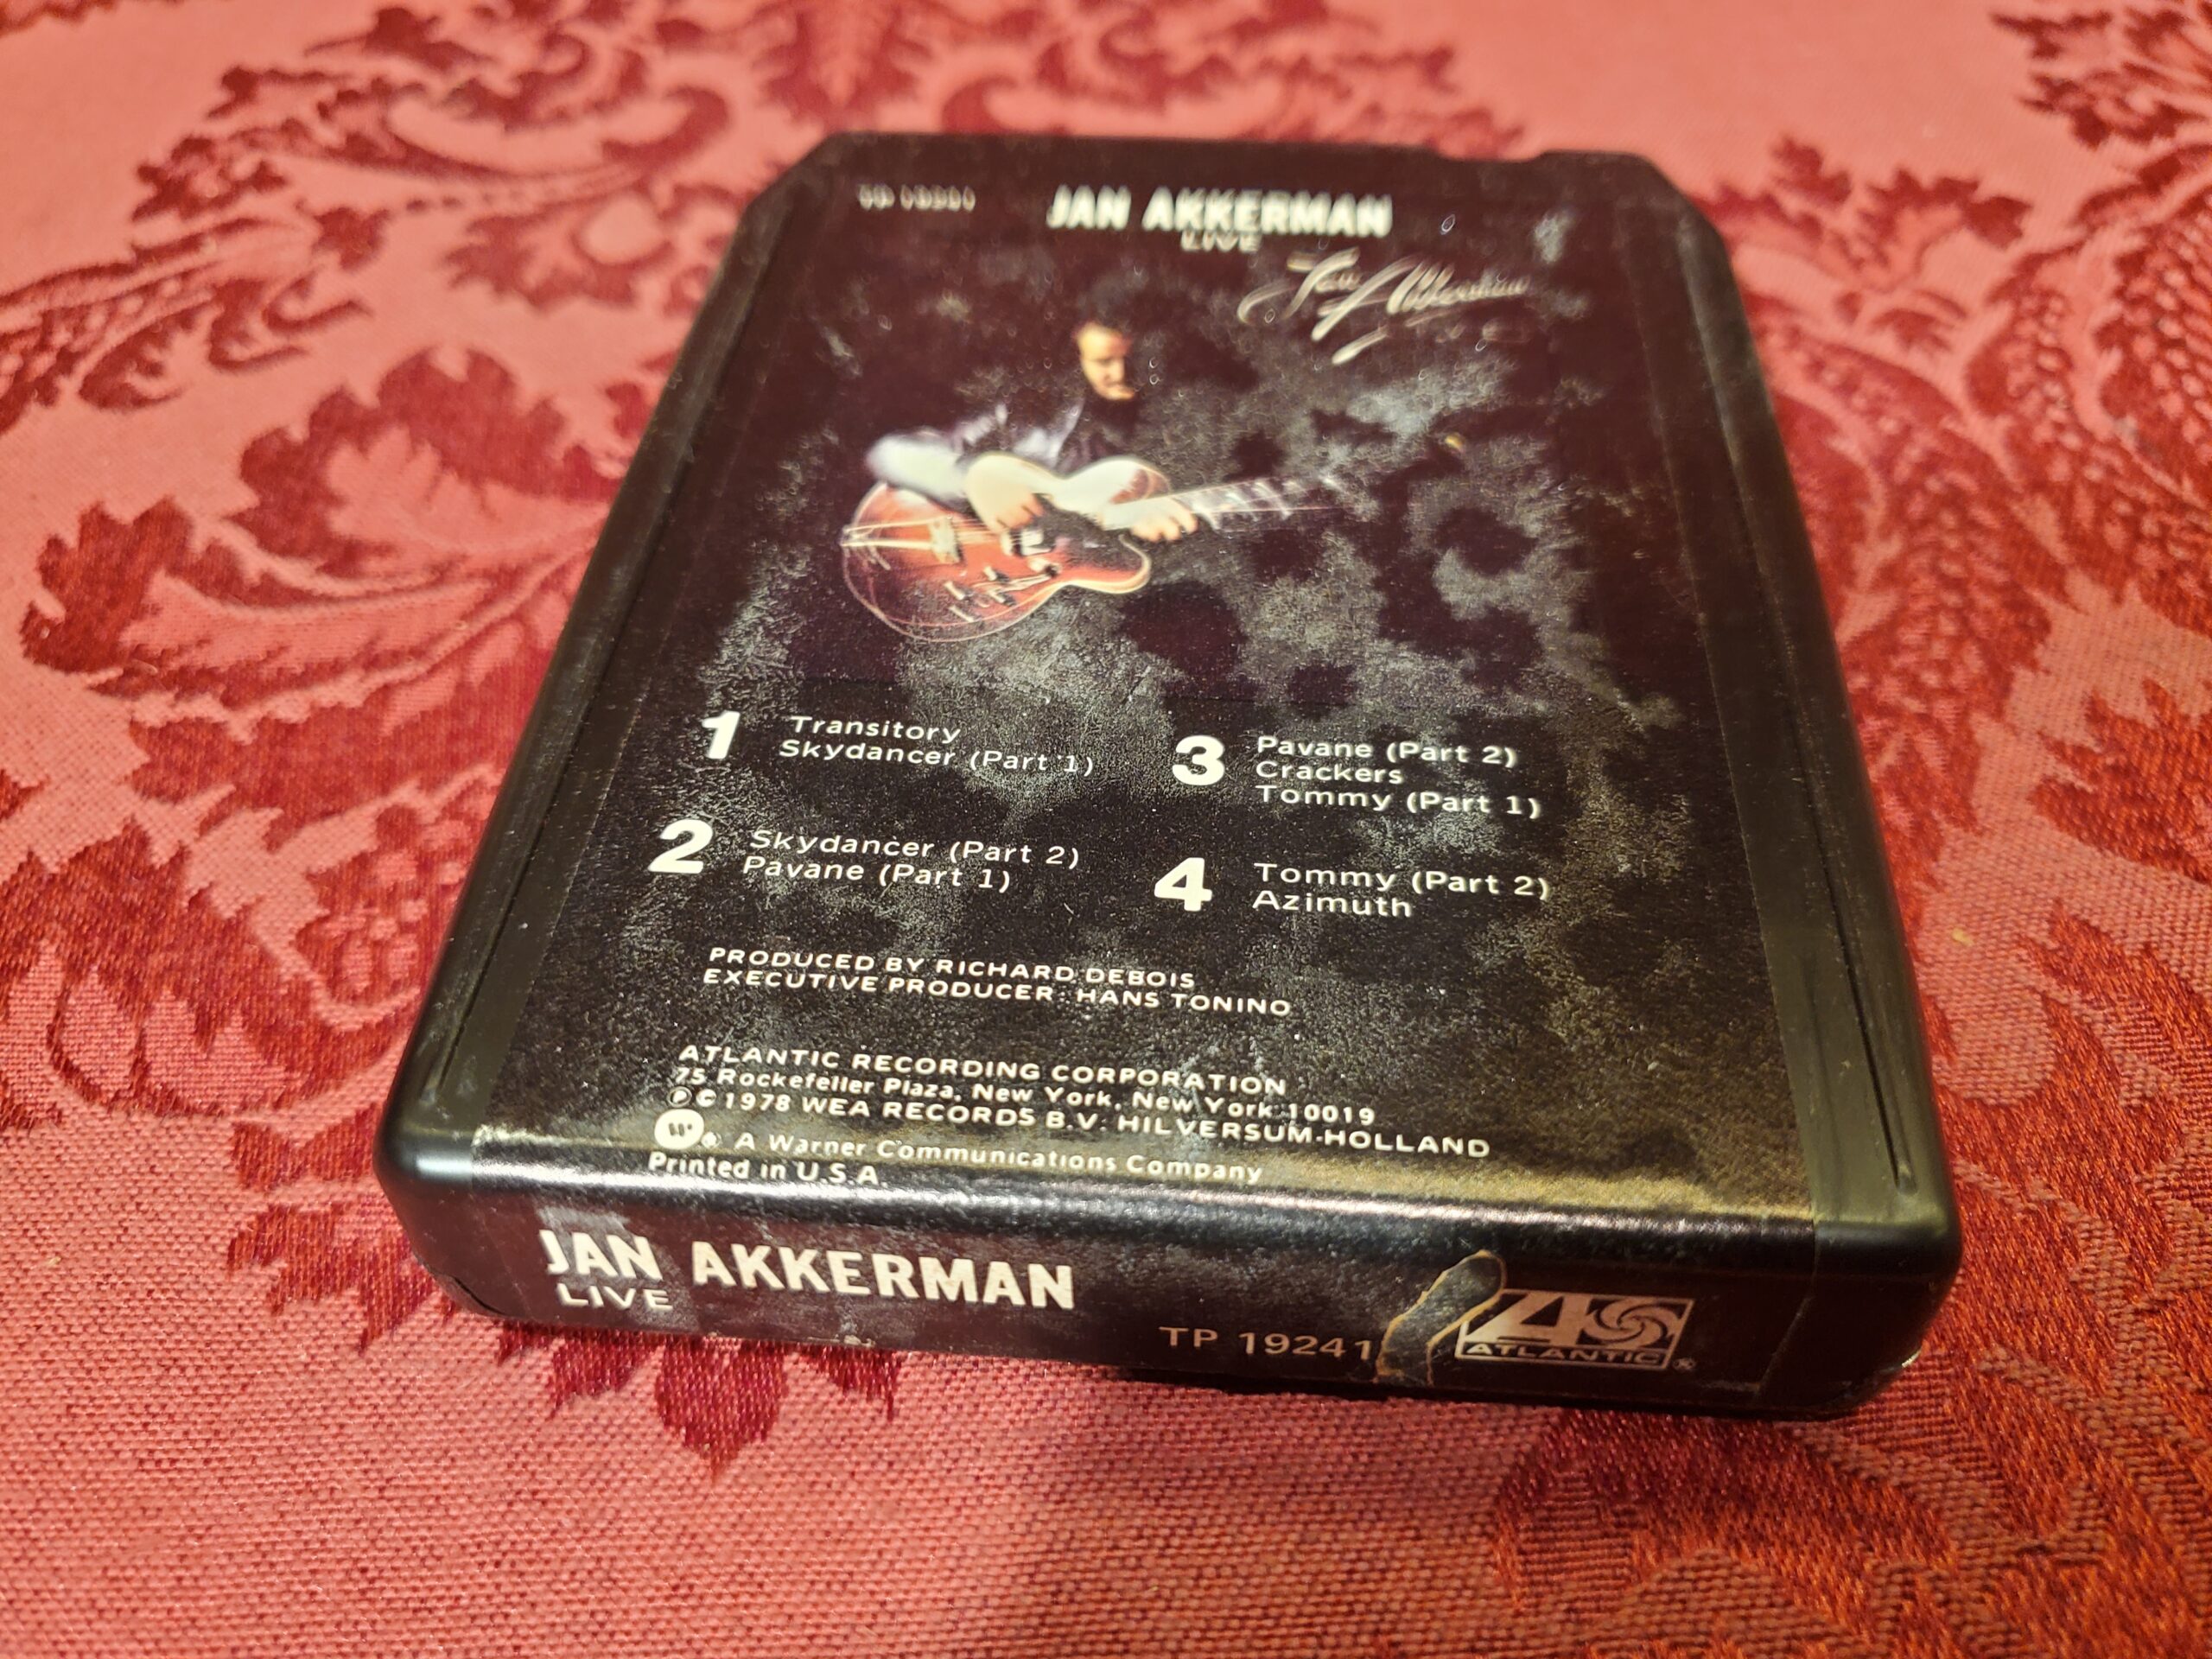 JAN AKKERMAN
LIVE
Jan Akkerman
LIVE
1 Transitory
Skydancer (Part 1)
2 Skydancer (Part 2)
Pavane (Part 1)
3 Pavane (Part 2)
Crackers
Tommy (Part 1)
4 Tommy (Part 2)
Azimuth
PRODUCED BY RICHARD DEBOIS
EXECUTIVE PRODUCER: HANS TONINO
ATLANTIC RECORDING CORPORATION
75 Rockefeller Plaza, New York, New York 10019
℗ © 1978 WEA RECORDS B.V. HILVERSUM-HOLLAND
W ® A Warner Communications Company
Printed in U.S.A.
JAN AKKERMAN
LIVE
TP 19241
ATLANTIC ®